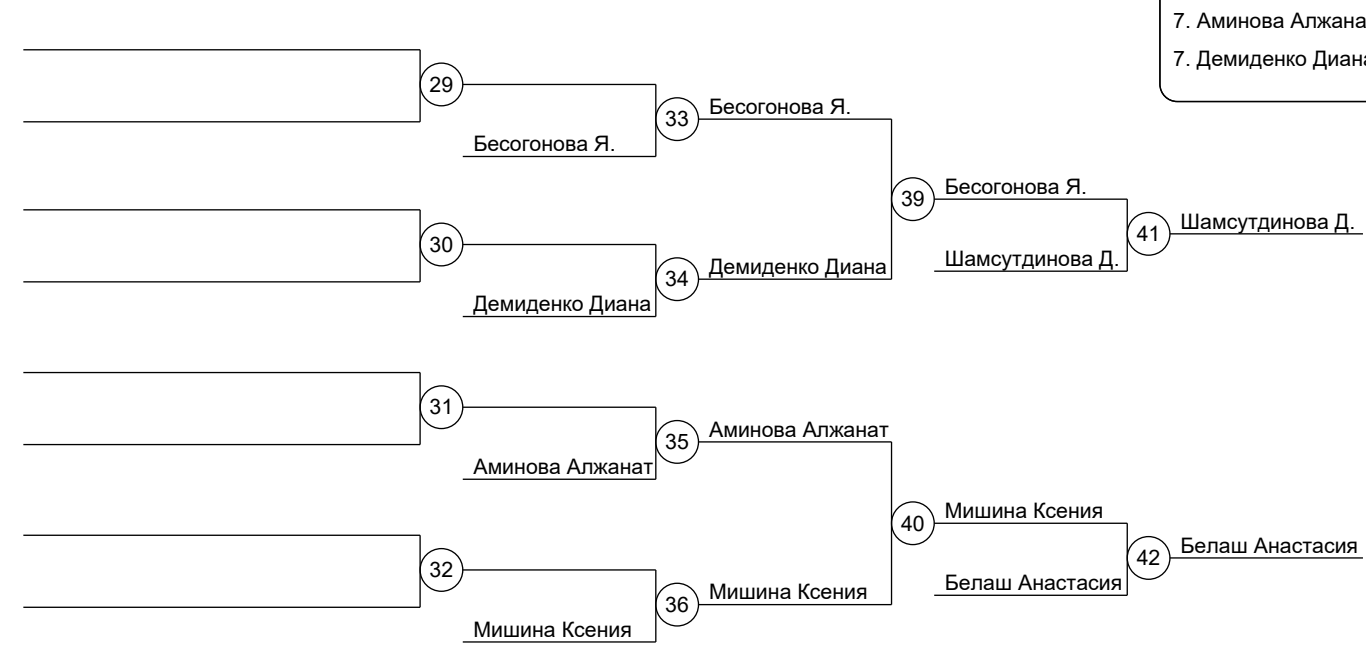 7. Аминова Алжана
7. Демиденко Диана
29
33
Бесогонова Я.
Бесогонова Я.
39
Бесогонова Я.
30
41
Шамсутдинова Д.
Шамсутдинова Д.
34
Демиденко Диана
Демиденко Диана
31
35
Аминова Алжанат
Аминова Алжанат
40
Мишина Ксения
32
42
Белаш Анастасия
Белаш Анастасия
36
Мишина Ксения
Мишина Ксения